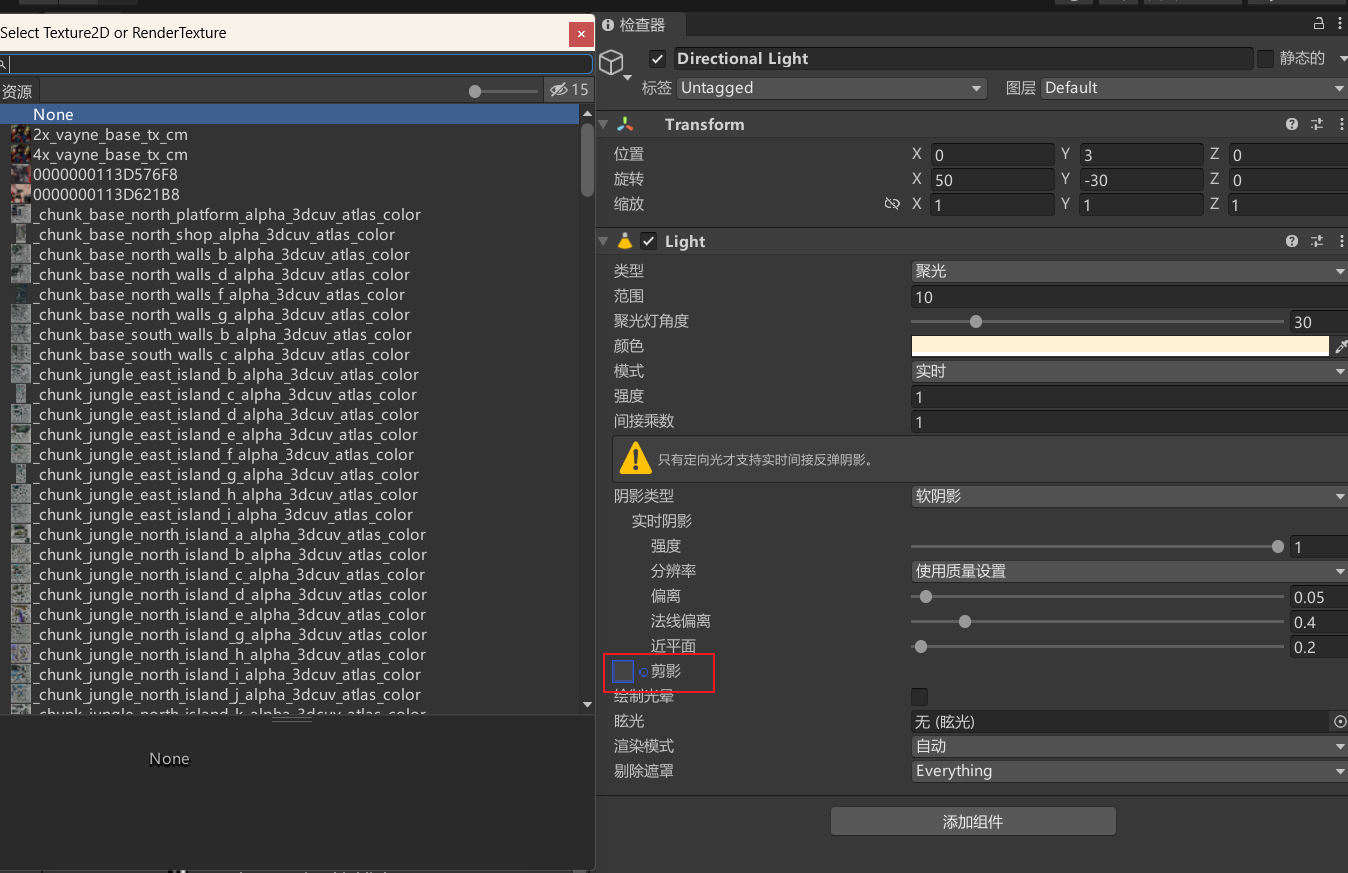 Select Texture2D or RenderTexture
资源
15
None
2x_vayne_base_tx_cm
4x_vayne_base_tx_cm
0000000113D576F8
0000000113D621B8
_chunk_base_north_platform_alpha_3dcuv_atlas_color
_chunk_base_north_shop_alpha_3dcuv_atlas_color
_chunk_base_north_walls_b_alpha_3dcuv_atlas_color
_chunk_base_north_walls_d_alpha_3dcuv_atlas_color
_chunk_base_north_walls_f_alpha_3dcuv_atlas_color
_chunk_base_north_walls_g_alpha_3dcuv_atlas_color
_chunk_base_south_walls_b_alpha_3dcuv_atlas_color
_chunk_base_south_walls_c_alpha_3dcuv_atlas_color
_chunk_jungle_east_island_b_alpha_3dcuv_atlas_color
_chunk_jungle_east_island_c_alpha_3dcuv_atlas_color
_chunk_jungle_east_island_d_alpha_3dcuv_atlas_color
_chunk_jungle_east_island_e_alpha_3dcuv_atlas_color
_chunk_jungle_east_island_f_alpha_3dcuv_atlas_color
_chunk_jungle_east_island_g_alpha_3dcuv_atlas_color
_chunk_jungle_east_island_h_alpha_3dcuv_atlas_color
_chunk_jungle_east_island_i_alpha_3dcuv_atlas_color
_chunk_jungle_north_island_a_alpha_3dcuv_atlas_color
_chunk_jungle_north_island_b_alpha_3dcuv_atlas_color
_chunk_jungle_north_island_c_alpha_3dcuv_atlas_color
_chunk_jungle_north_island_d_alpha_3dcuv_atlas_color
_chunk_jungle_north_island_e_alpha_3dcuv_atlas_color
_chunk_jungle_north_island_g_alpha_3dcuv_atlas_color
_chunk_jungle_north_island_h_alpha_3dcuv_atlas_color
_chunk_jungle_north_island_i_alpha_3dcuv_atlas_color
_chunk_jungle_north_island_j_alpha_3dcuv_atlas_color
_chunk_jungle_north_island_k_alpha_3dcuv_atlas_color
None
检查器
Directional Light 静态的
标签 Untagged 图层 Default
Transform
位置 X 0 Y 3 Z 0
旋转 X 50 Y -30 Z 0
缩放 X 1 Y 1 Z 1
Light
类型 聚光
范围 10
聚光灯角度 30
颜色
模式 实时
强度 1
间接乘数 1
只有定向光才支持实时间接反弹阴影。
阴影类型 软阴影
实时阴影
强度 1
分辨率 使用质量设置
偏离 0.05
法线偏离 0.4
近平面 0.2
剪影
绘制光晕
眩光 无 (眩光)
渲染模式 自动
剔除遮罩 Everything
添加组件